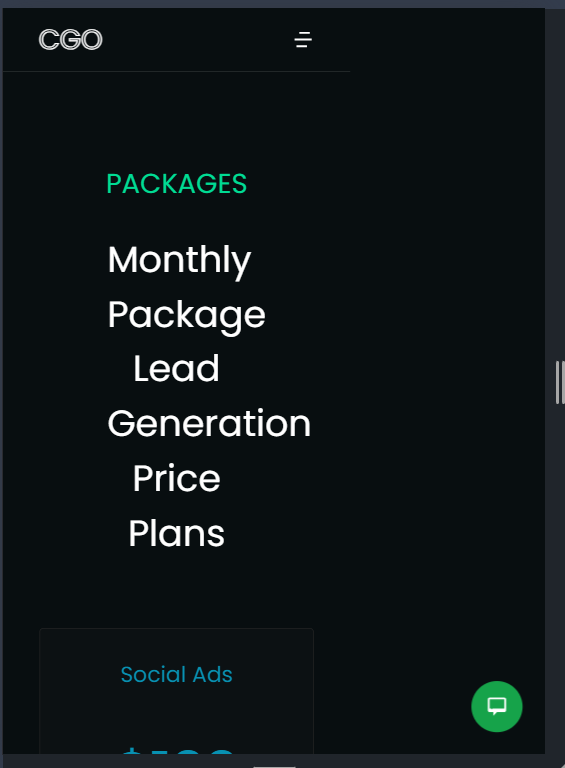 CGO
PACKAGES
Monthly
Package
Lead
Generation
Price
Plans
Social Ads